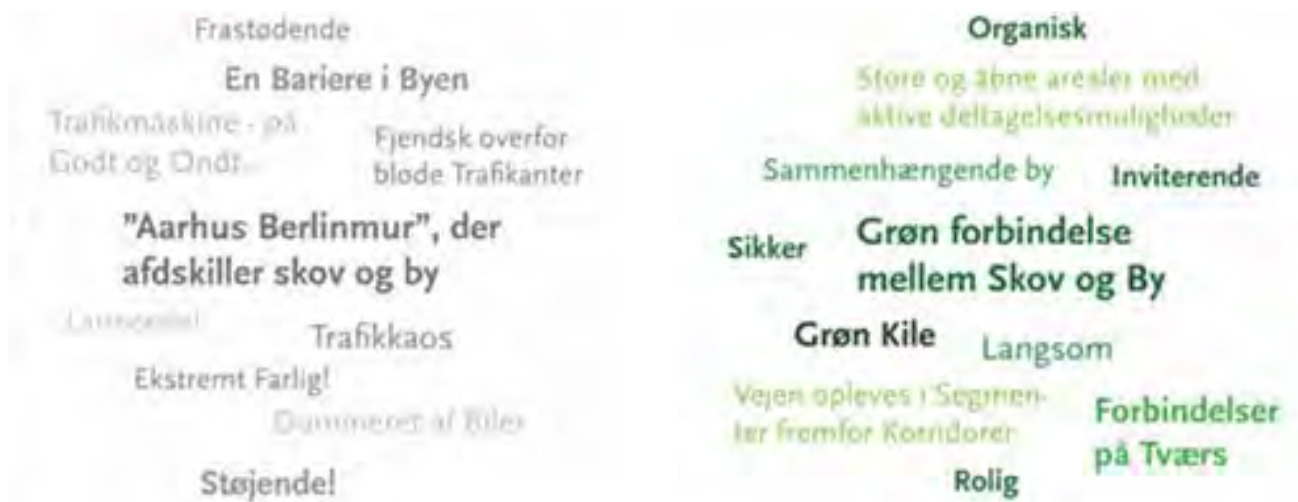 Frastødende
En Bariere i Byen
Trafikmaskine - på
Godt og Ondt...
Fjendsk overfor
bløde Trafikanter
"Aarhus Berlinmur", der
afdskiller skov og by
Larmende!
Trafikkaos
Ekstremt Farlig!
Domineret af Biler
Støjende!
Organisk
Store og åbne arealer med
aktive deltagelsesmuligheder
Sammenhængende by
Inviterende
Sikker
Grøn forbindelse
mellem Skov og By
Grøn Kile
Langsom
Vejen opleves i Segmen-
ter fremfor Korridorer
Forbindelser
på Tværs
Rolig